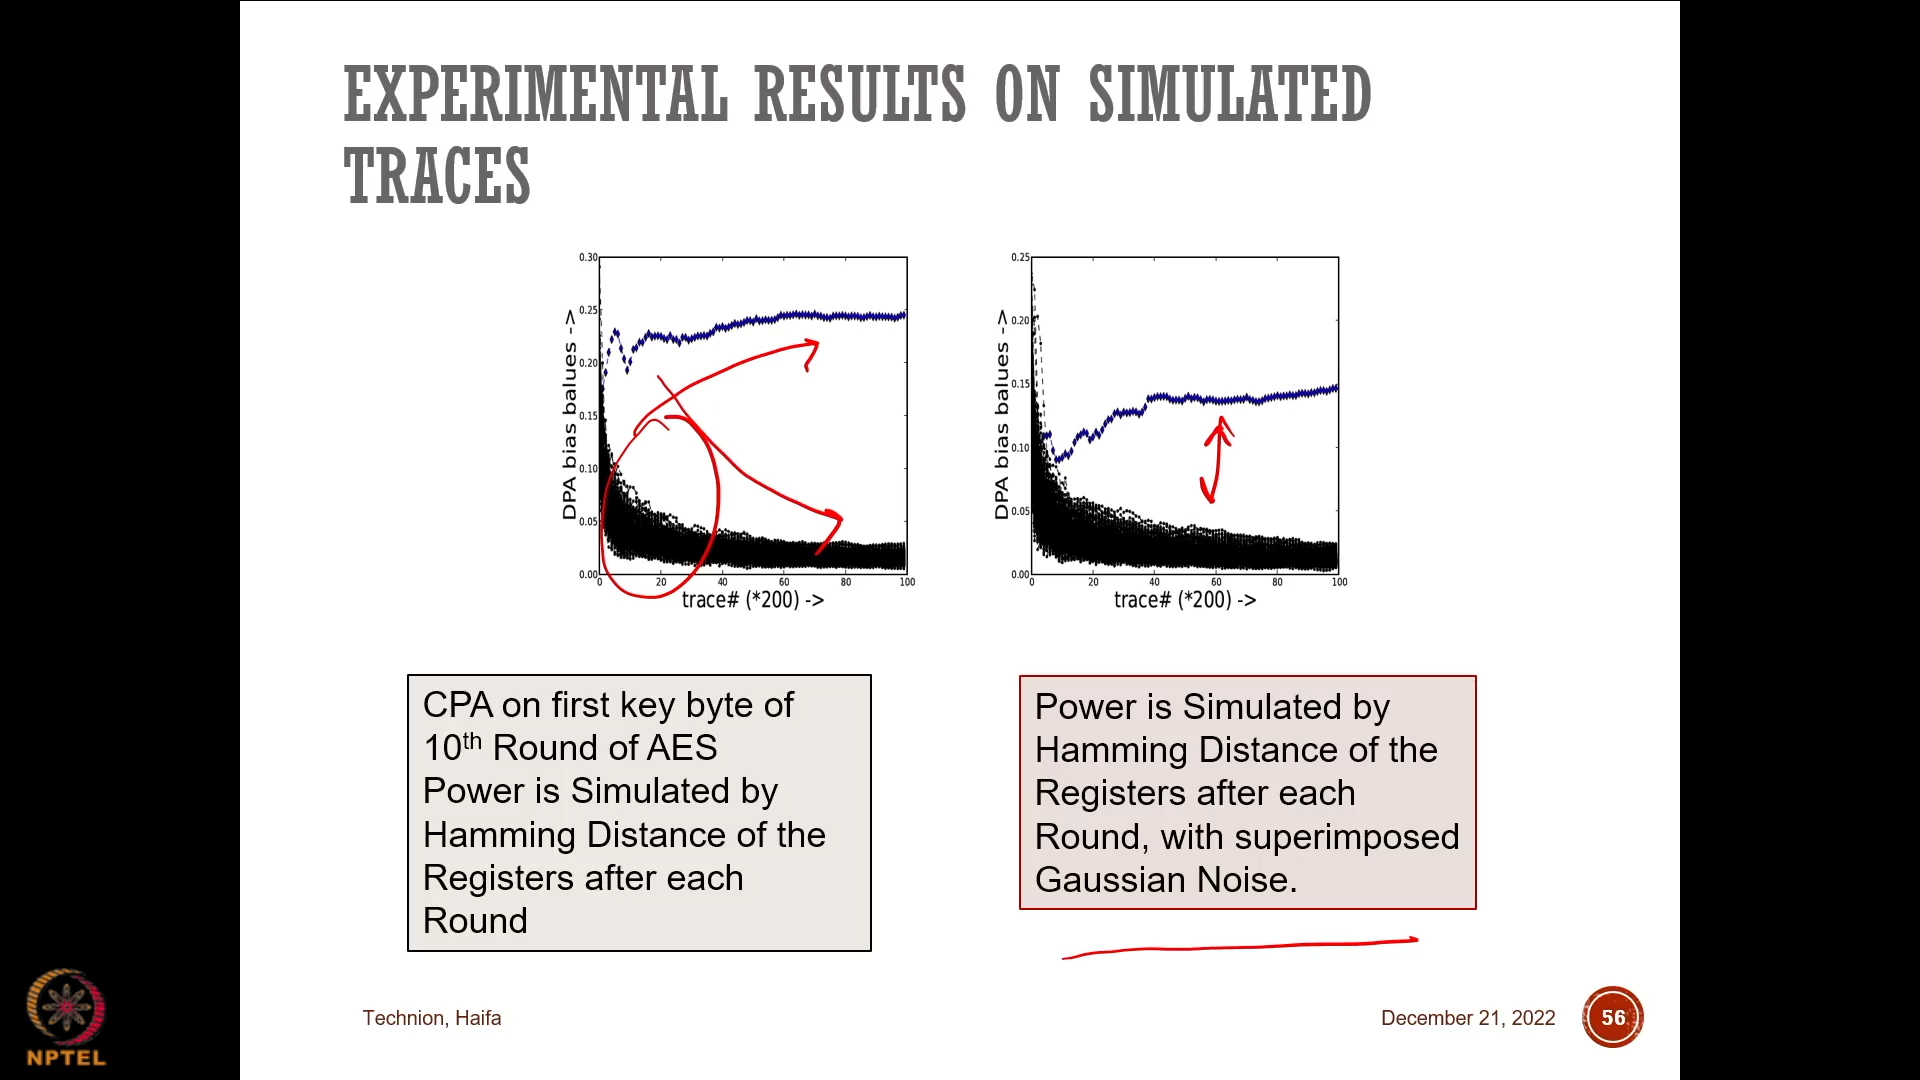 EXPERIMENTAL RESULTS ON SIMULATED
TRACES
0.30
0.25
0.20
0.15
0.10
0.05
0.00
DPA bias balues ->
0 20 40 60 80 100
trace# (*200) ->
0.25
0.20
0.15
0.10
0.05
0.00
DPA bias balues ->
0 20 40 60 80 100
trace# (*200) ->
CPA on first key byte of
10th Round of AES
Power is Simulated by
Hamming Distance of the
Registers after each
Round
Power is Simulated by
Hamming Distance of the
Registers after each
Round, with superimposed
Gaussian Noise.
Technion, Haifa
December 21, 2022
56
NPTEL